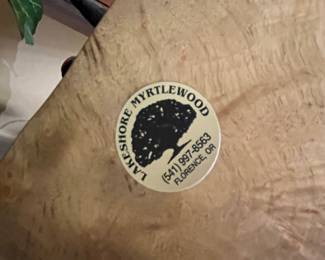 LAKESHORE MYRTLEWOOD
(541) 997-8563
FLORENCE, OR